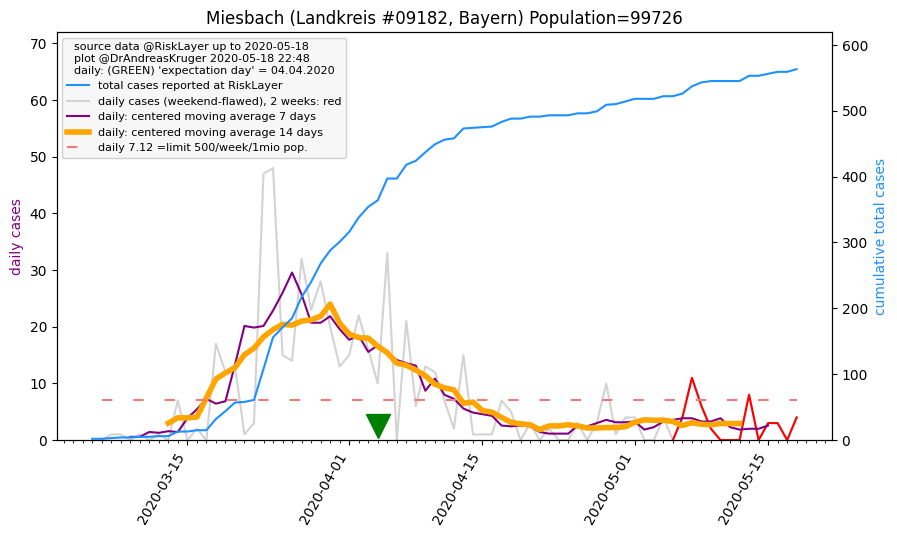 Miesbach (Landkreis #09182, Bayern) Population=99726
source data @RiskLayer up to 2020-05-18
plot @DrAndreasKruger 2020-05-18 22:48
daily: (GREEN) 'expectation day' = 04.04.2020
total cases reported at RiskLayer
daily cases (weekend-flawed), 2 weeks: red
daily: centered moving average 7 days
daily: centered moving average 14 days
daily 7.12 =limit 500/week/1mio pop.
daily cases
70
60
50
40
30
20
10
0
cumulative total cases
600
500
400
300
200
100
0
2020-03-15
2020-04-01
2020-04-15
2020-05-01
2020-05-15